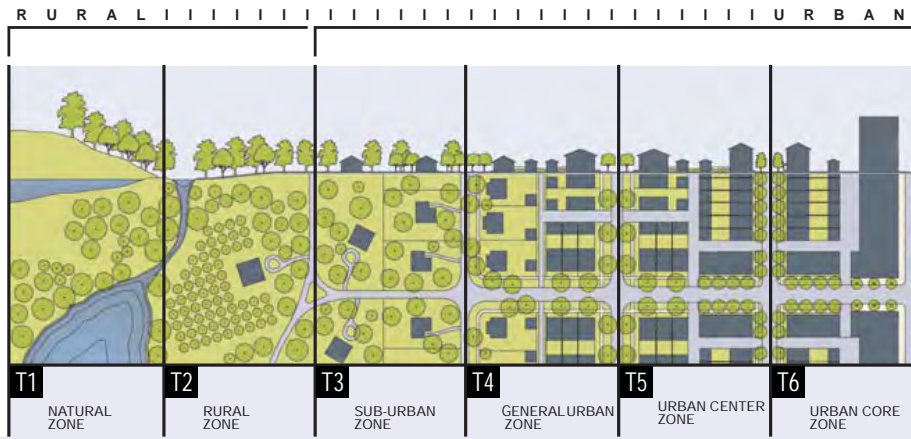 R U R A L I I I I I I I I I I I I I I I I I I I I I I I I I I I I I U R B A N
T1
NATURAL
ZONE
T2
RURAL
ZONE
T3
SUB-URBAN
ZONE
T4
GENERAL URBAN
ZONE
T5
URBAN CENTER
ZONE
T6
URBAN CORE
ZONE